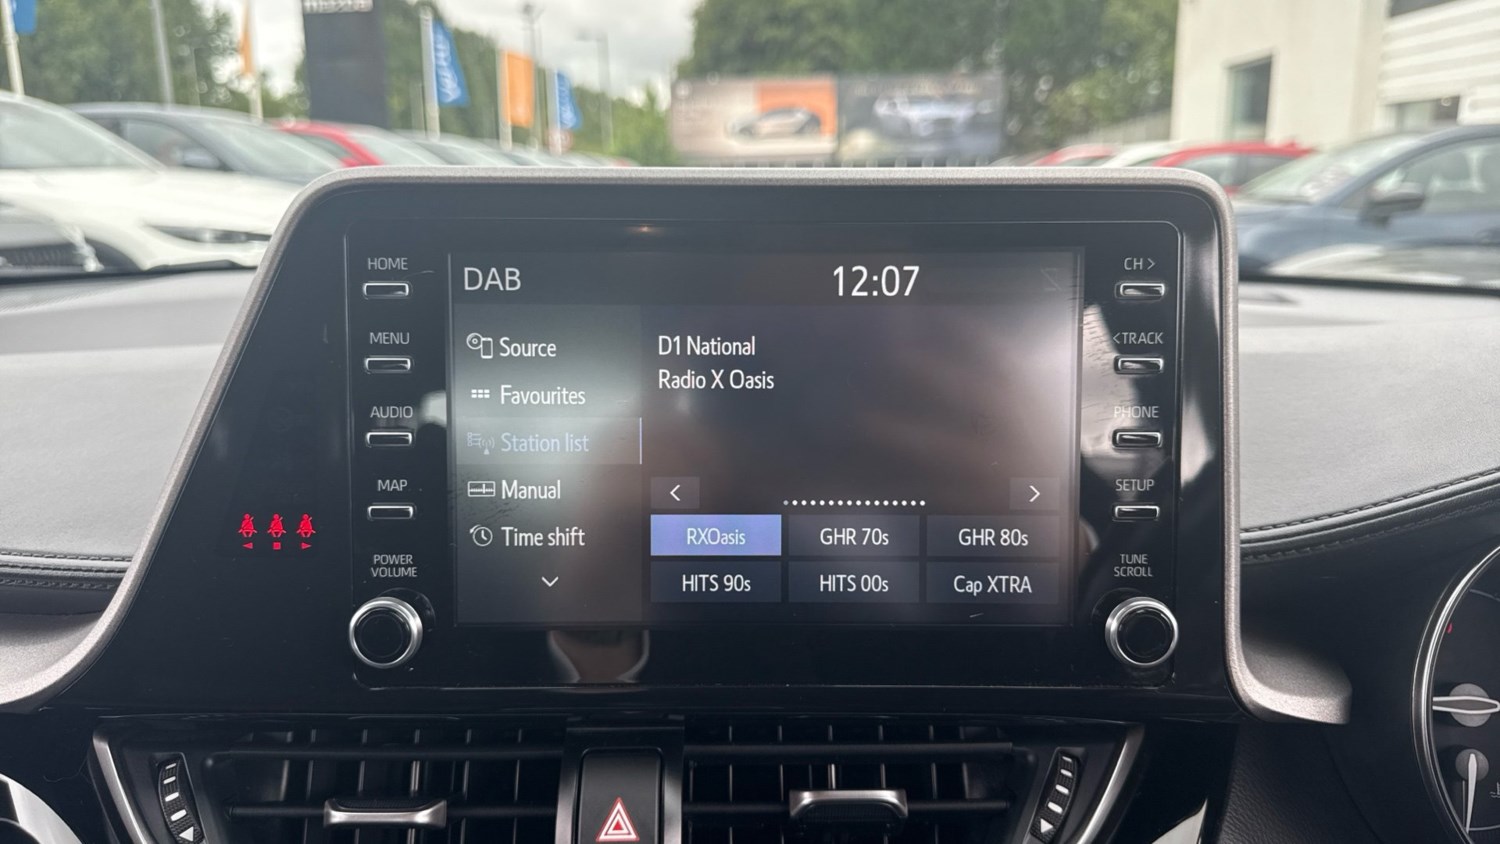 HOME
MENU
AUDIO
MAP
POWER
VOLUME
DAB
12:07
Source
Favourites
Station list
Manual
Time shift
D1 National
Radio X Oasis
<
>
RXOasis
GHR 70s
GHR 80s
HITS 90s
HITS 00s
Cap XTRA
CH >
<TRACK
PHONE
SETUP
TUNE
SCROLL